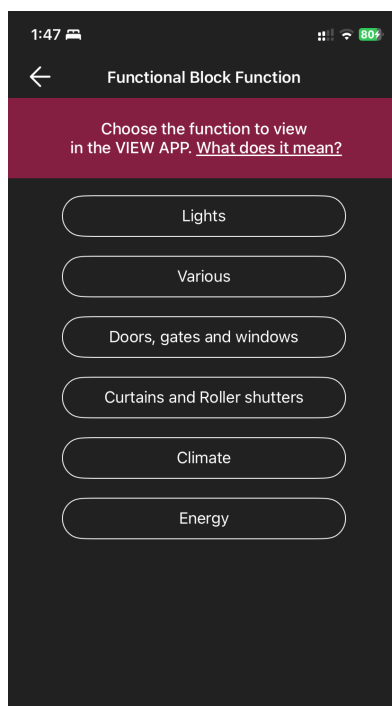 1:47
80
Functional Block Function
Choose the function to view
in the VIEW APP. What does it mean?
Lights
Various
Doors, gates and windows
Curtains and Roller shutters
Climate
Energy